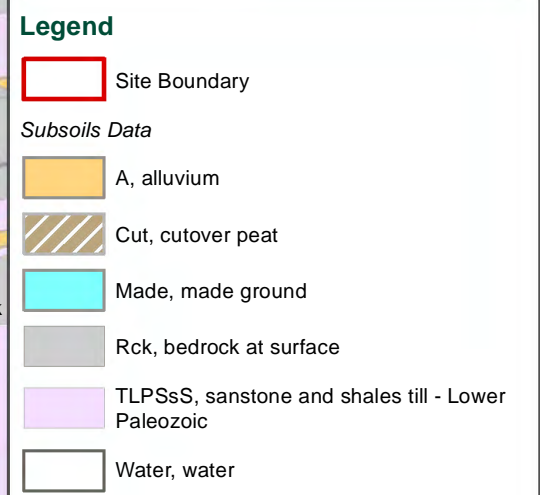 Legend
Site Boundary
Subsoils Data
A, alluvium
Cut, cutover peat
Made, made ground
Rck, bedrock at surface
TLPSsS, sanstone and shales till - Lower
Paleozoic
Water, water